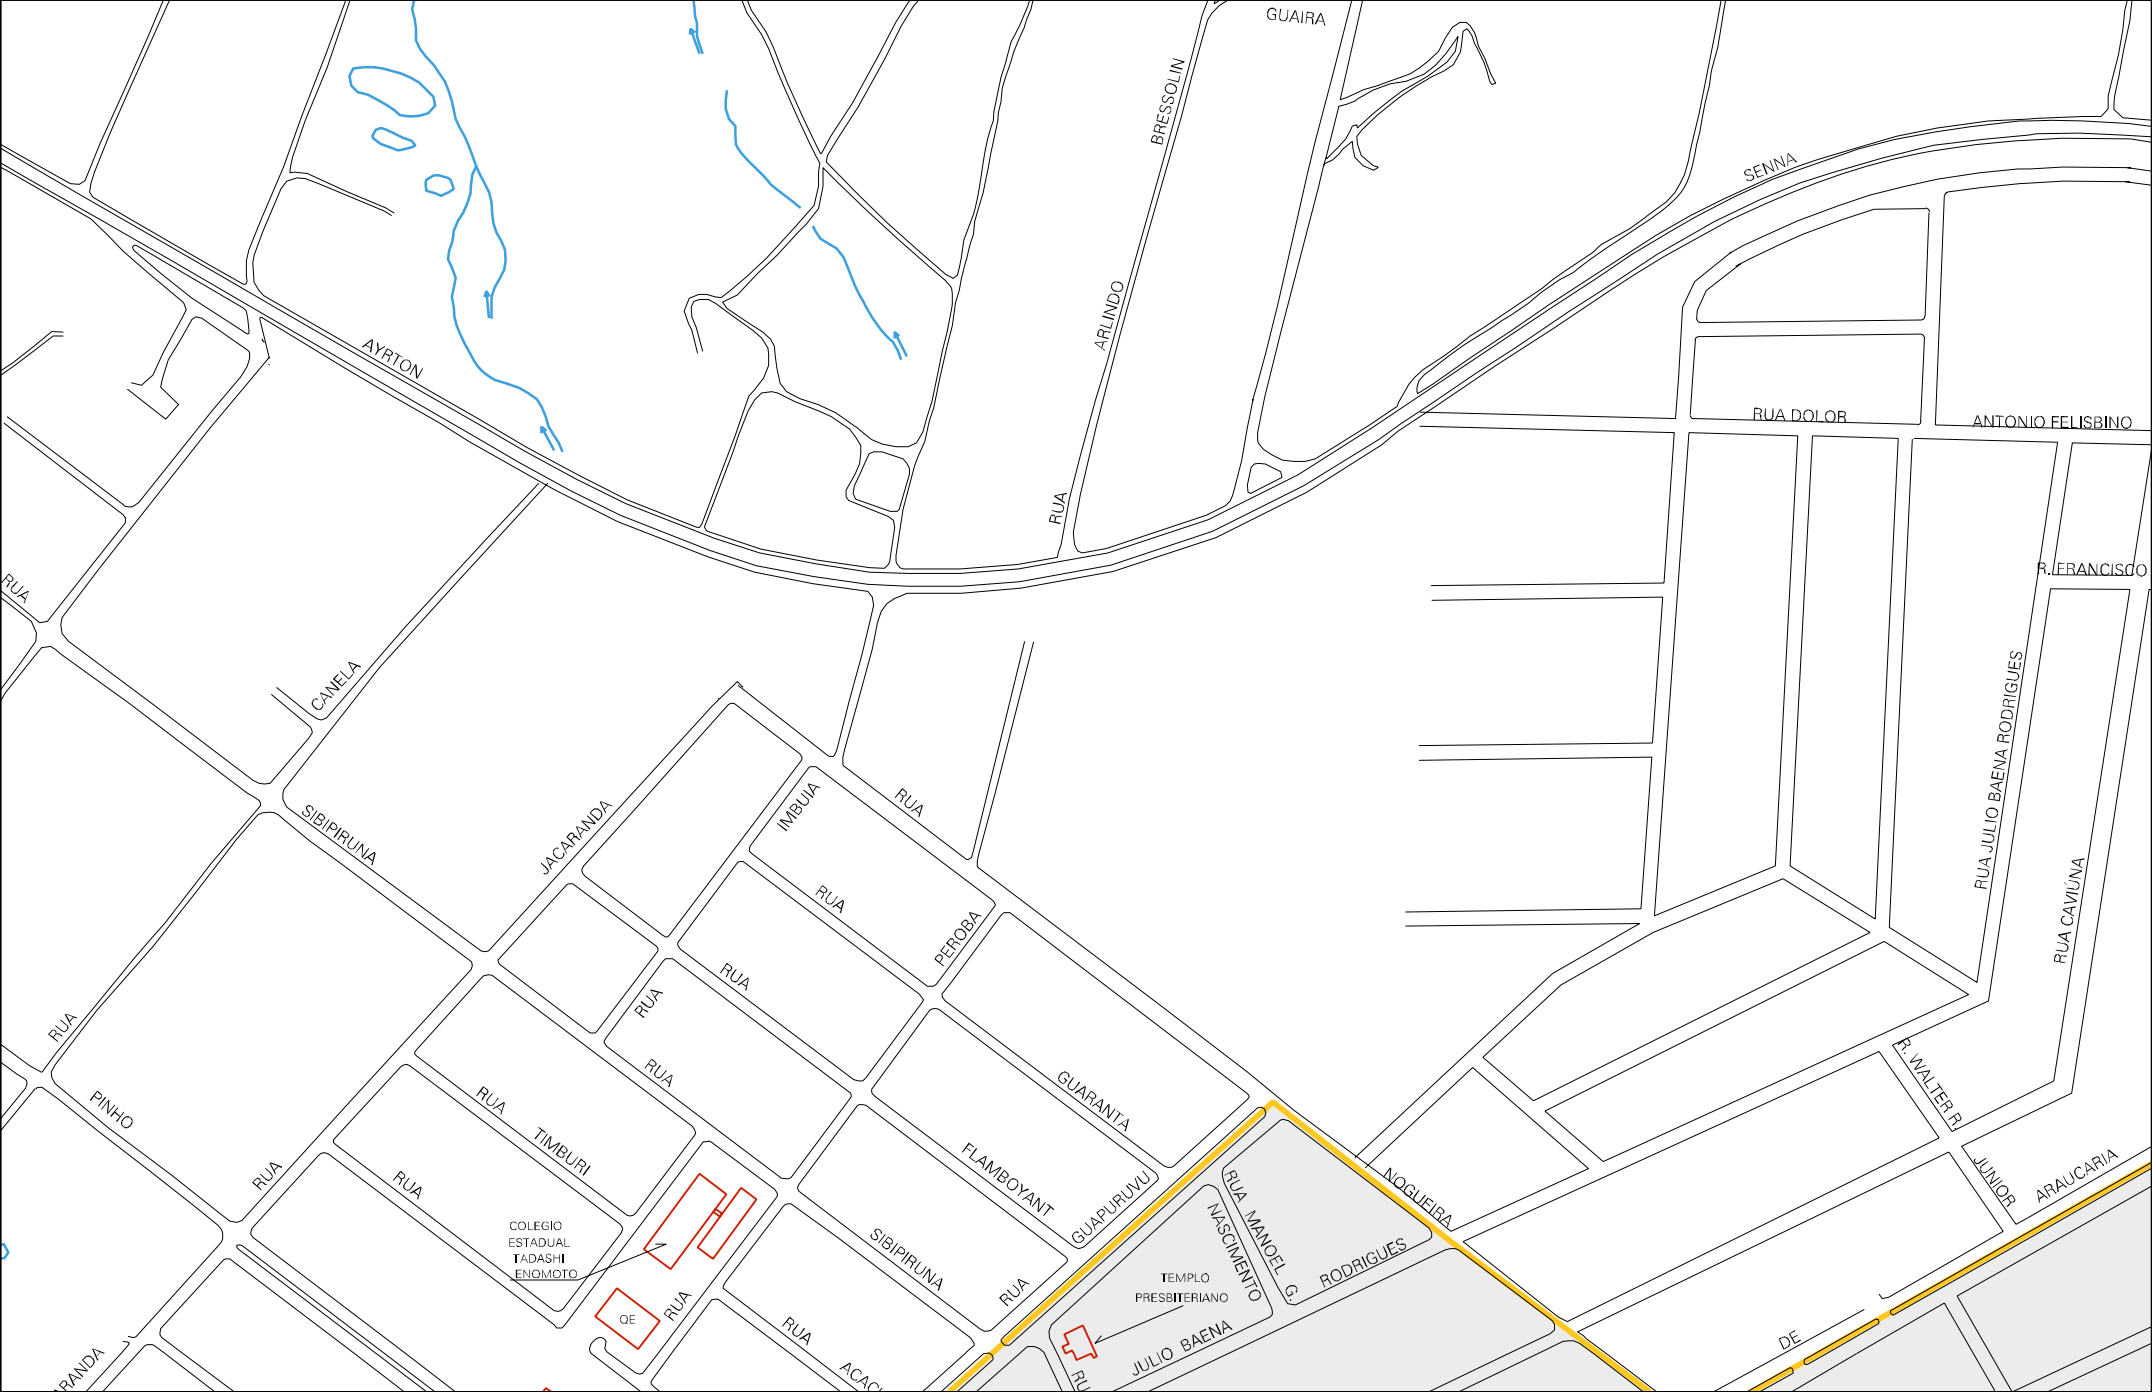 GUAIRA
BRESSOLIN
SENNA
ARLINDO
AYRTON
RUA DOLOR
ANTONIO FELISBINO
RUA
R. FRANCISCO
RUA
CANELA
RUA JULIO BAENA RODRIGUES
SIBIPIRUNA
JACARANDA
IMBUIA
RUA
RUA
PEROBA
RUA CAVIÚNA
RUA
RUA
RUA
RUA
PINHO
RUA
TIMBURI
GUARANTA
R. WALTER R.
JUNIOR
RUA
RUA
FLAMBOYANT
GUAPURUVU
NOGUEIRA
ARAUCARIA
COLEGIO
ESTADUAL
TADASHI
ENOMOTO
SIBIPIRUNA
RUA
RUA MANOEL G.
NASCIMENTO
RODRIGUES
TEMPLO
PRESBITERIANO
QE
RUA
RUA
JULIO BAENA
DE
ARANDA
ACACI
RU